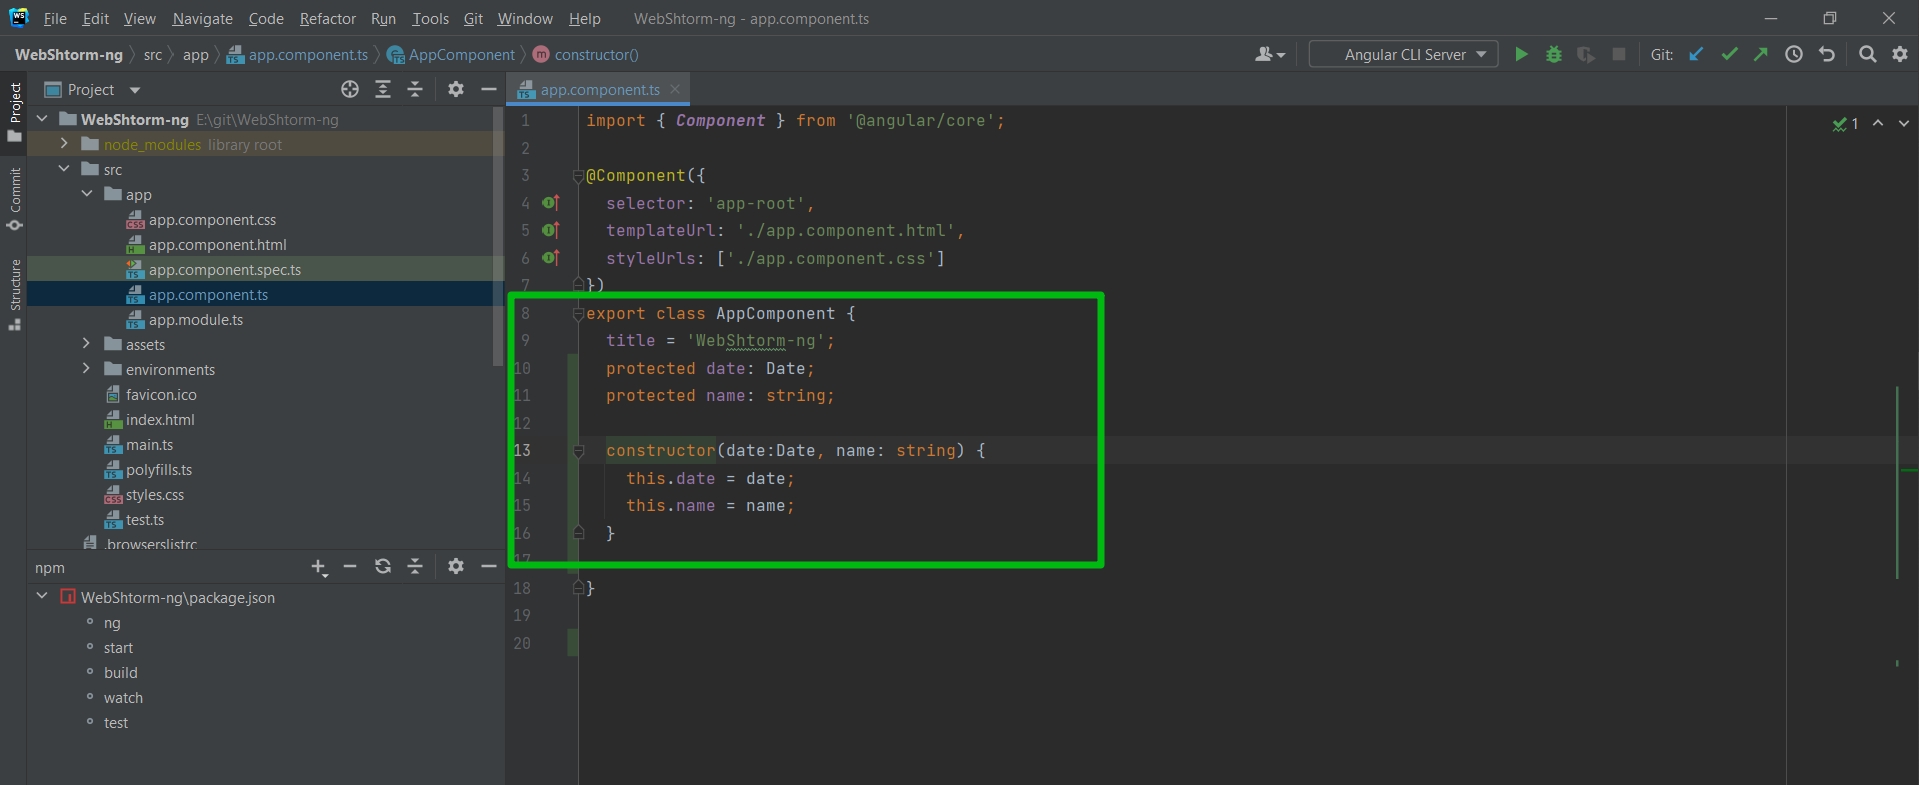 File Edit View Navigate Code Refactor Run Tools Git Window Help WebShtorm-ng - app.component.ts
WebShtorm-ng src app app.component.ts AppComponent constructor() Angular CLI Server Git:
Project
Commit
Structure
Project
WebShtorm-ng E:\git\WebShtorm-ng
node_modules library root
src
app
app.component.css
app.component.html
app.component.spec.ts
app.component.ts
app.module.ts
assets
environments
favicon.ico
index.html
main.ts
polyfills.ts
styles.css
test.ts
.browserslistrc
npm
WebShtorm-ng\package.json
ng
start
build
watch
test
app.component.ts
1 import { Component } from '@angular/core'; 1
2
3 @Component({
4 selector: 'app-root',
5 templateUrl: './app.component.html',
6 styleUrls: ['./app.component.css']
7 })
8 export class AppComponent {
9 title = 'WebShtorm-ng';
10 protected date: Date;
11 protected name: string;
12
13 constructor(date:Date, name: string) {
14 this.date = date;
15 this.name = name;
16 }
17
18 }
19
20